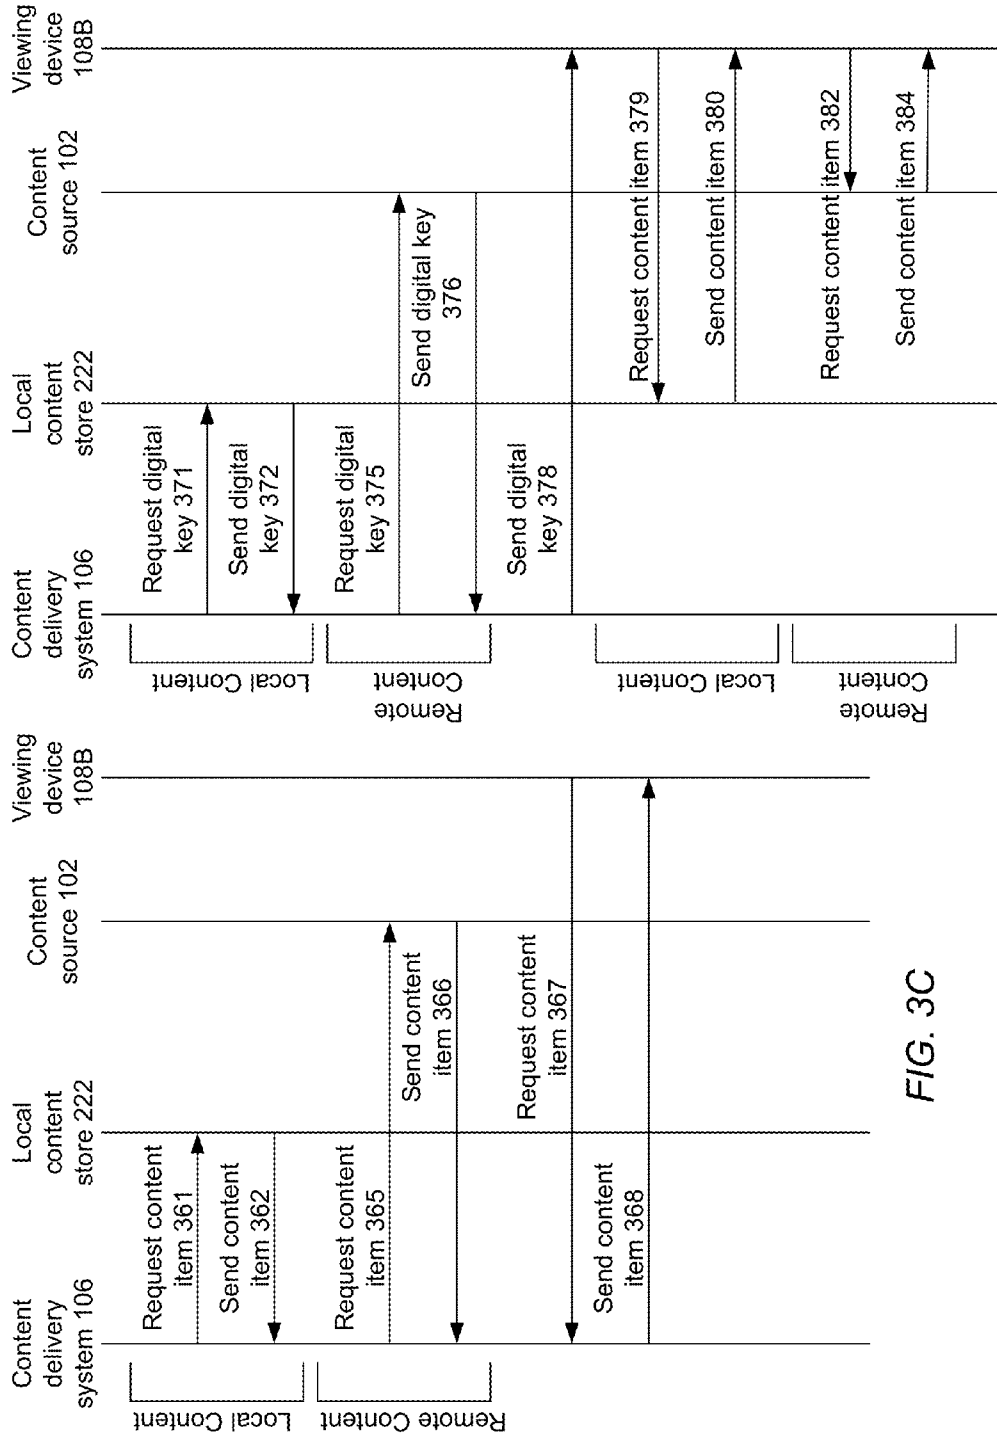 Content
delivery
system 106
Local
content
store 222
Content
source 102
Viewing
device
108B
Local Content
Request content
item 361
Send content
item 362
Remote Content
Request content
item 365
Send content
item 366
Request content
item 367
Send content
item 368
Content
delivery
system 106
Local
content
store 222
Content
source 102
Viewing
device
108B
Local Content
Request digital
key 371
Send digital
key 372
Remote
Content
Request digital
key 375
Send digital key
376
Send digital
key 378
Local Content
Request content item 379
Send content item 380
Remote
Content
Request content item 382
Send content item 384
FIG. 3C